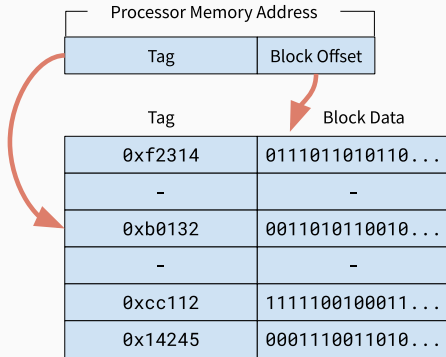 Processor Memory Address
Tag Block Offset
Tag Block Data
0xf2314 0111011010110...
- -
0xb0132 0011010110010...
- -
0xcc112 1111100100011...
0x14245 0001110011010...